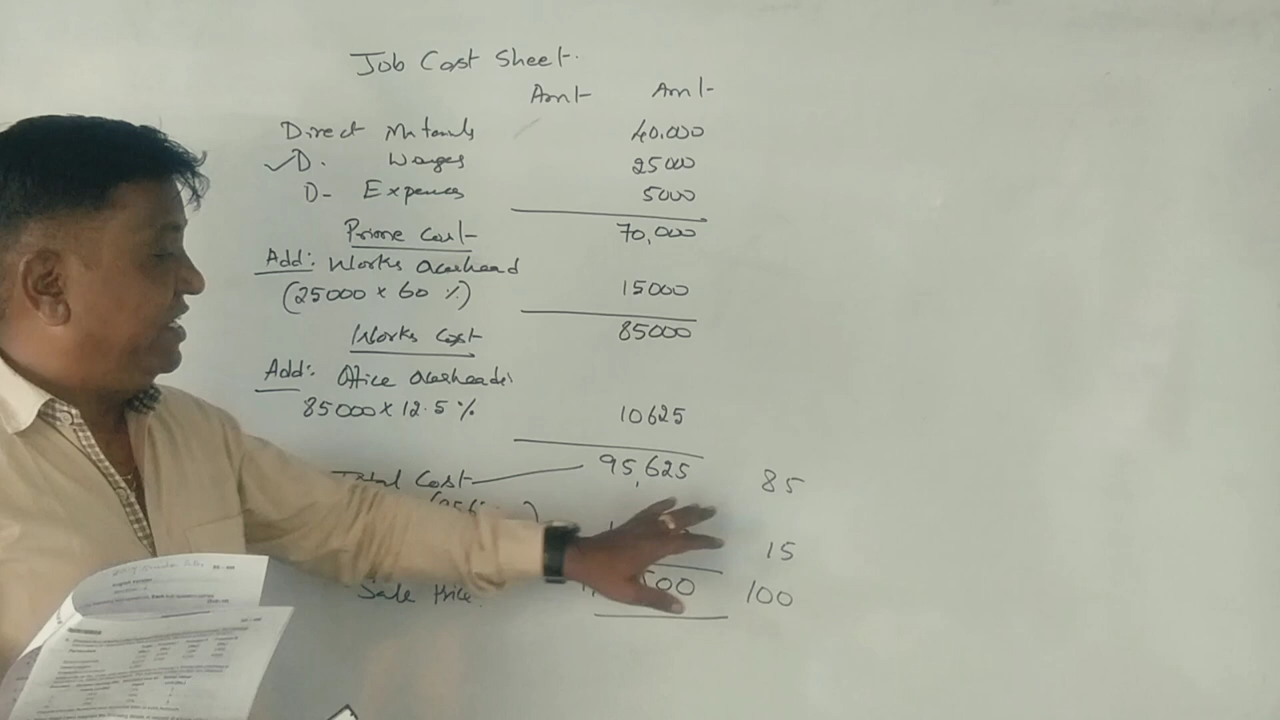 Job Cost Sheet.
Amt Amt
Direct Materials 40,000
✓D. Wages 25000
D- Expenses 5000
Prime Cost 70,000
Add: Works Overhead
(25000 x 60 %) 15000
Works Cost 85000
Add: Office Overheads
85000 x 12.5 % 10625
Total Cost 95,625 85
15
Sale Price. 500 100